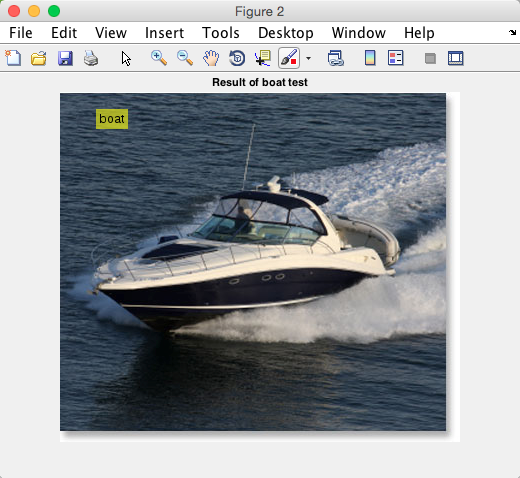 Figure 2
File Edit View Insert Tools Desktop Window Help
Result of boat test
boat